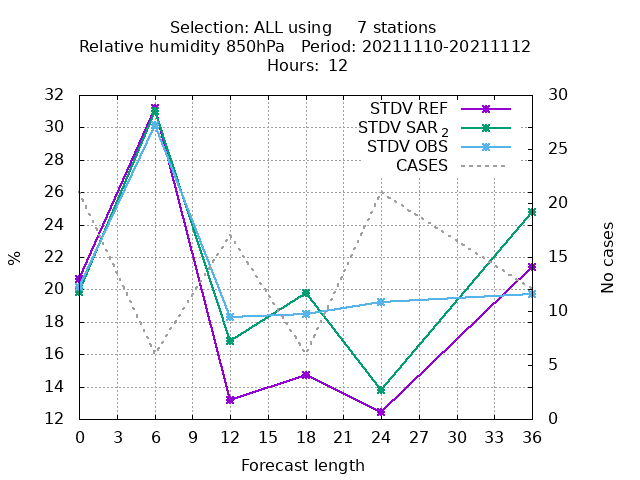 Selection: ALL using     7 stations
Relative humidity 850hPa   Period: 20211110-20211112
Hours: 12
32
30
28
26
24
22
20
18
16
14
12
%
STDV REF
STDV SAR 2
STDV OBS
CASES
30
25
20
15
10
5
0
No cases
0 3 6 9 12 15 18 21 24 27 30 33 36
Forecast length